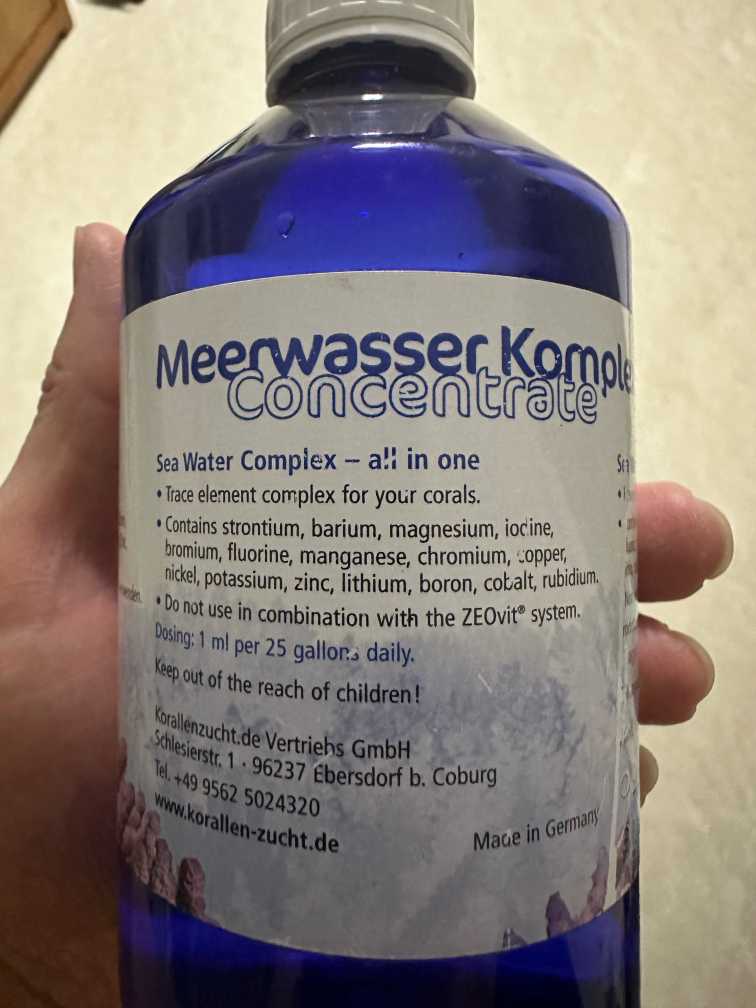 Meerwasser Komple
Concentrate
Sea Water Complex – all in one
• Trace element complex for your corals.
• Contains strontium, barium, magnesium, iodine,
bromium, fluorine, manganese, chromium, copper,
nickel, potassium, zinc, lithium, boron, cobalt, rubidium.
• Do not use in combination with the ZEOvit® system.
Dosing: 1 ml per 25 gallons daily.
Keep out of the reach of children!
Korallenzucht.de Vertriebs GmbH
Schlesierstr. 1 · 96237 Ebersdorf b. Coburg
Tel. +49 9562 5024320
www.korallen-zucht.de
Made in Germany